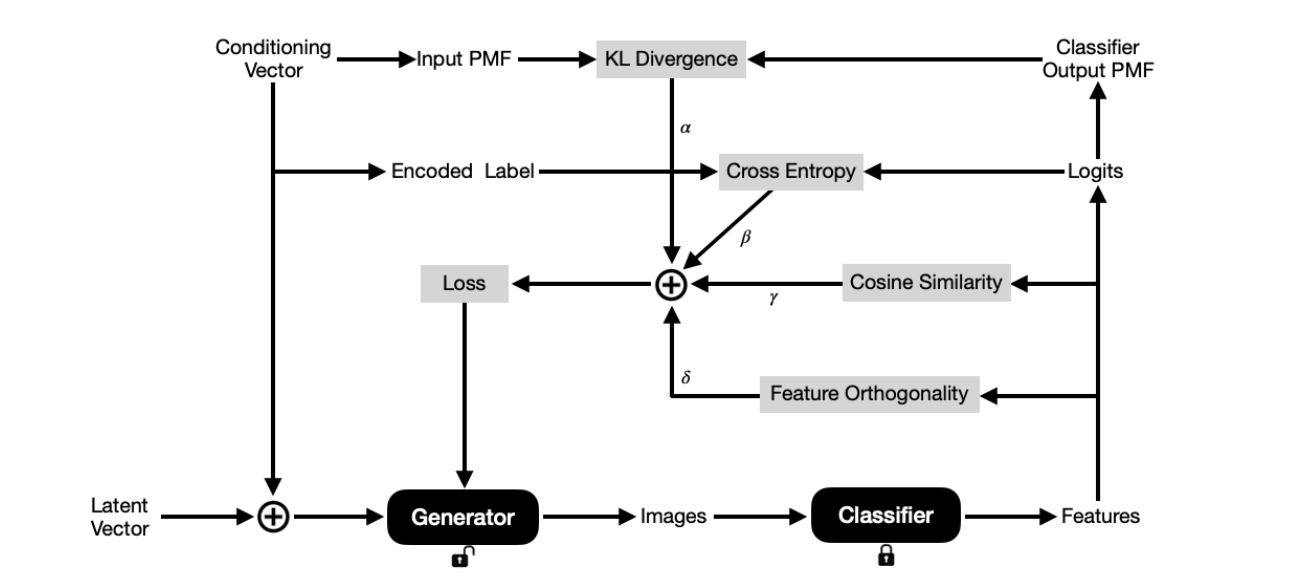 Conditioning
Vector
Input PMF
KL Divergence
Classifier
Output PMF
α
Encoded Label
Cross Entropy
Logits
β
Loss
Cosine Similarity
γ
δ
Feature Orthogonality
Latent
Vector
Generator
Images
Classifier
Features